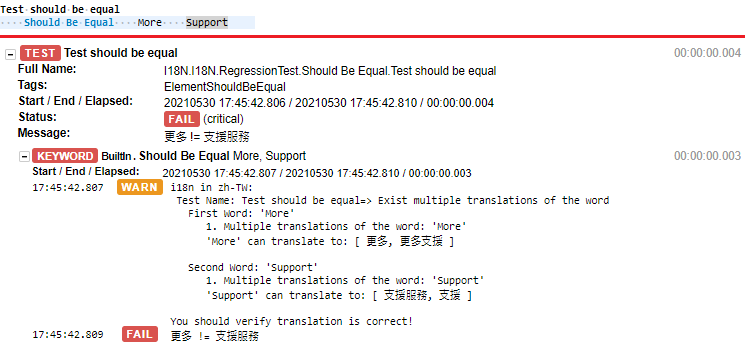 Test should be equal
Should Be Equal More Support
TEST Test should be equal 00:00:00.004
Full Name: I18N.I18N.RegressionTest.Should Be Equal.Test should be equal
Tags: ElementShouldBeEqual
Start / End / Elapsed: 20210530 17:45:42.806 / 20210530 17:45:42.810 / 00:00:00.004
Status: FAIL (critical)
Message: 更多 != 支援服務
KEYWORD BuiltIn. Should Be Equal More, Support 00:00:00.003
Start / End / Elapsed: 20210530 17:45:42.807 / 20210530 17:45:42.810 / 00:00:00.003
17:45:42.807 WARN i18n in zh-TW:
Test Name: Test should be equal=> Exist multiple translations of the word
First Word: 'More'
1. Multiple translations of the word: 'More'
'More' can translate to: [ 更多, 更多支援 ]
Second Word: 'Support'
1. Multiple translations of the word: 'Support'
'Support' can translate to: [ 支援服務, 支援 ]
You should verify translation is correct!
17:45:42.809 FAIL 更多 != 支援服務